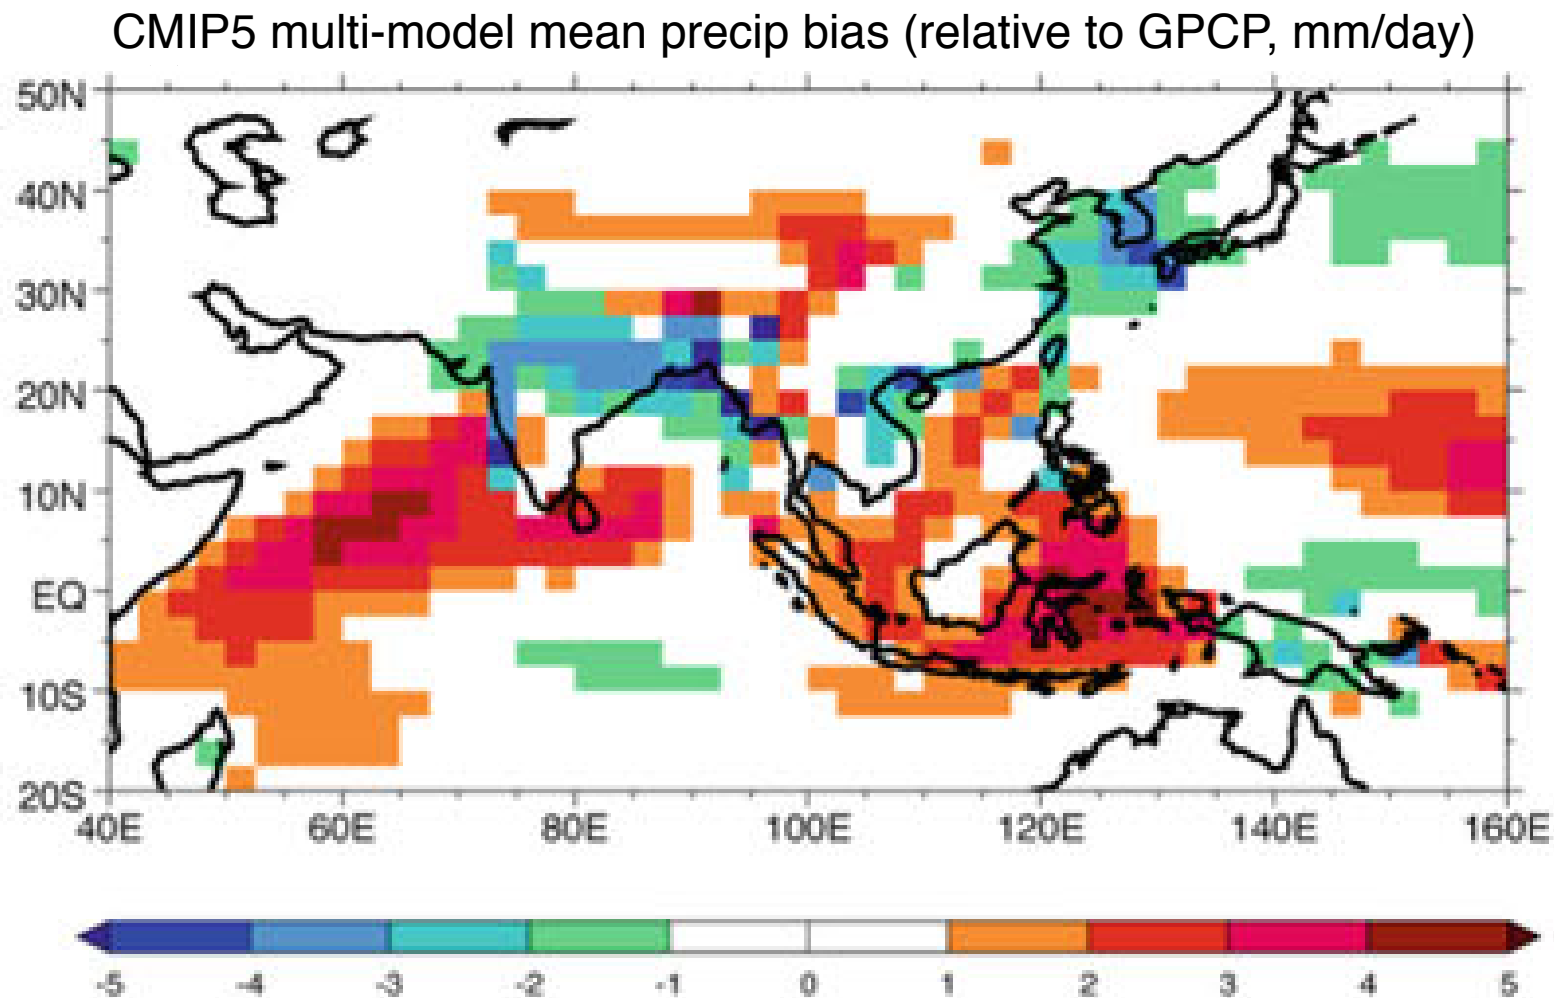 CMIP5 multi-model mean precip bias (relative to GPCP, mm/day)
50N
40N
30N
20N
10N
EQ
10S
20S
40E 60E 80E 100E 120E 140E 160E
-5 -4 -3 -2 -1 0 1 2 3 4 5